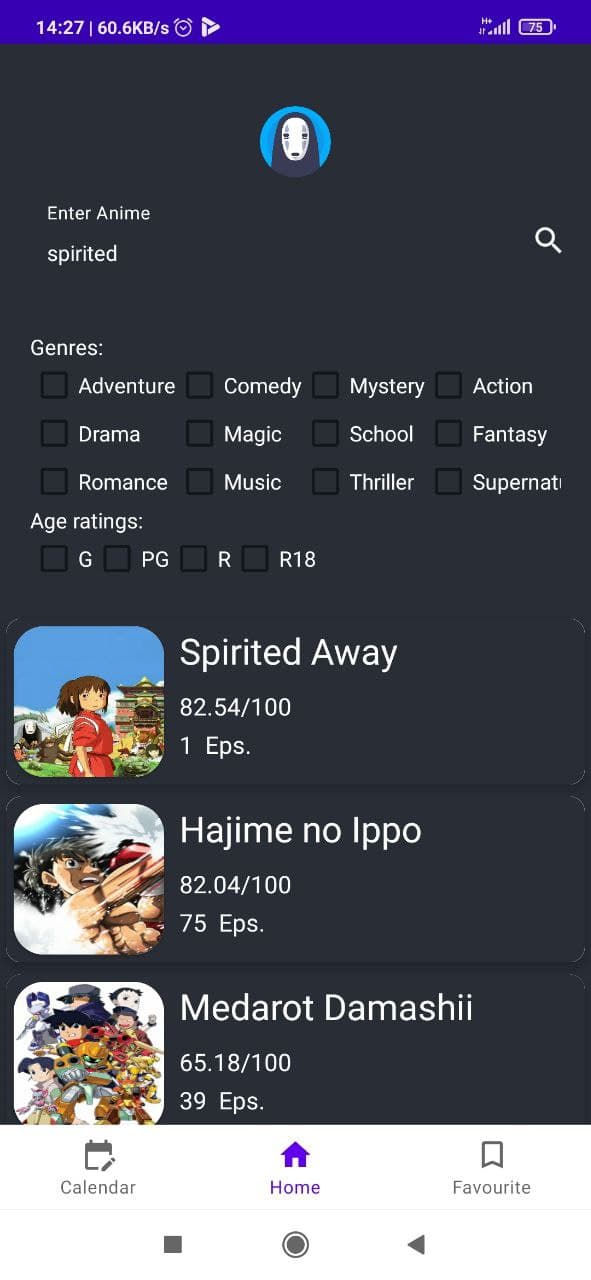 14:27 | 60.6KB/s H+ 75
Enter Anime
spirited
Genres:
Adventure Comedy Mystery Action
Drama Magic School Fantasy
Romance Music Thriller Supernat
Age ratings:
G PG R R18
Spirited Away
82.54/100
1 Eps.
Hajime no Ippo
82.04/100
75 Eps.
Medarot Damashii
65.18/100
39 Eps.
Calendar Home Favourite